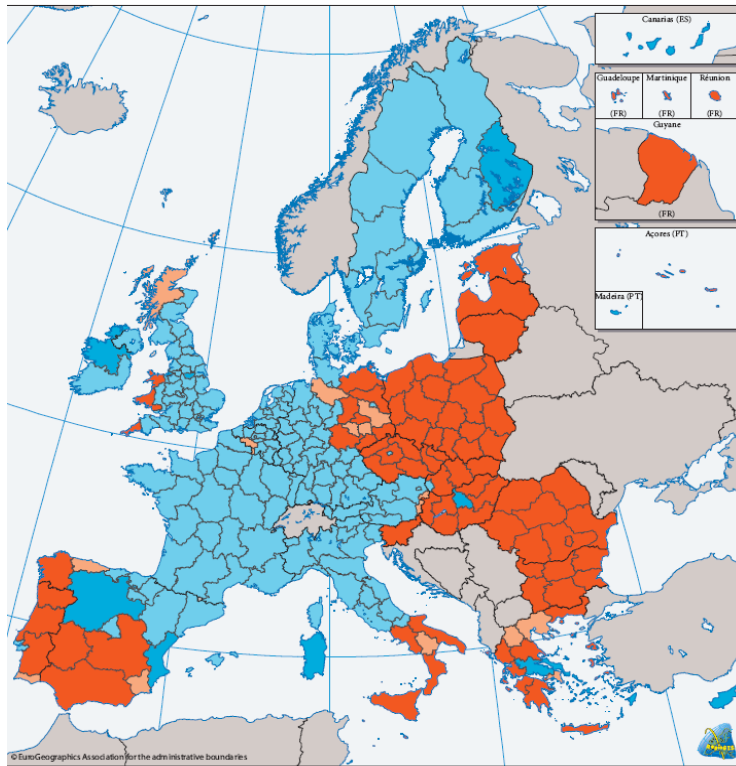 Canarias (ES)
Guadeloupe Martinique Réunion
(FR) (FR) (FR)
Guyane
(FR)
Açores (PT)
Madeira (PT)
© EuroGeographics Association for the administrative boundaries